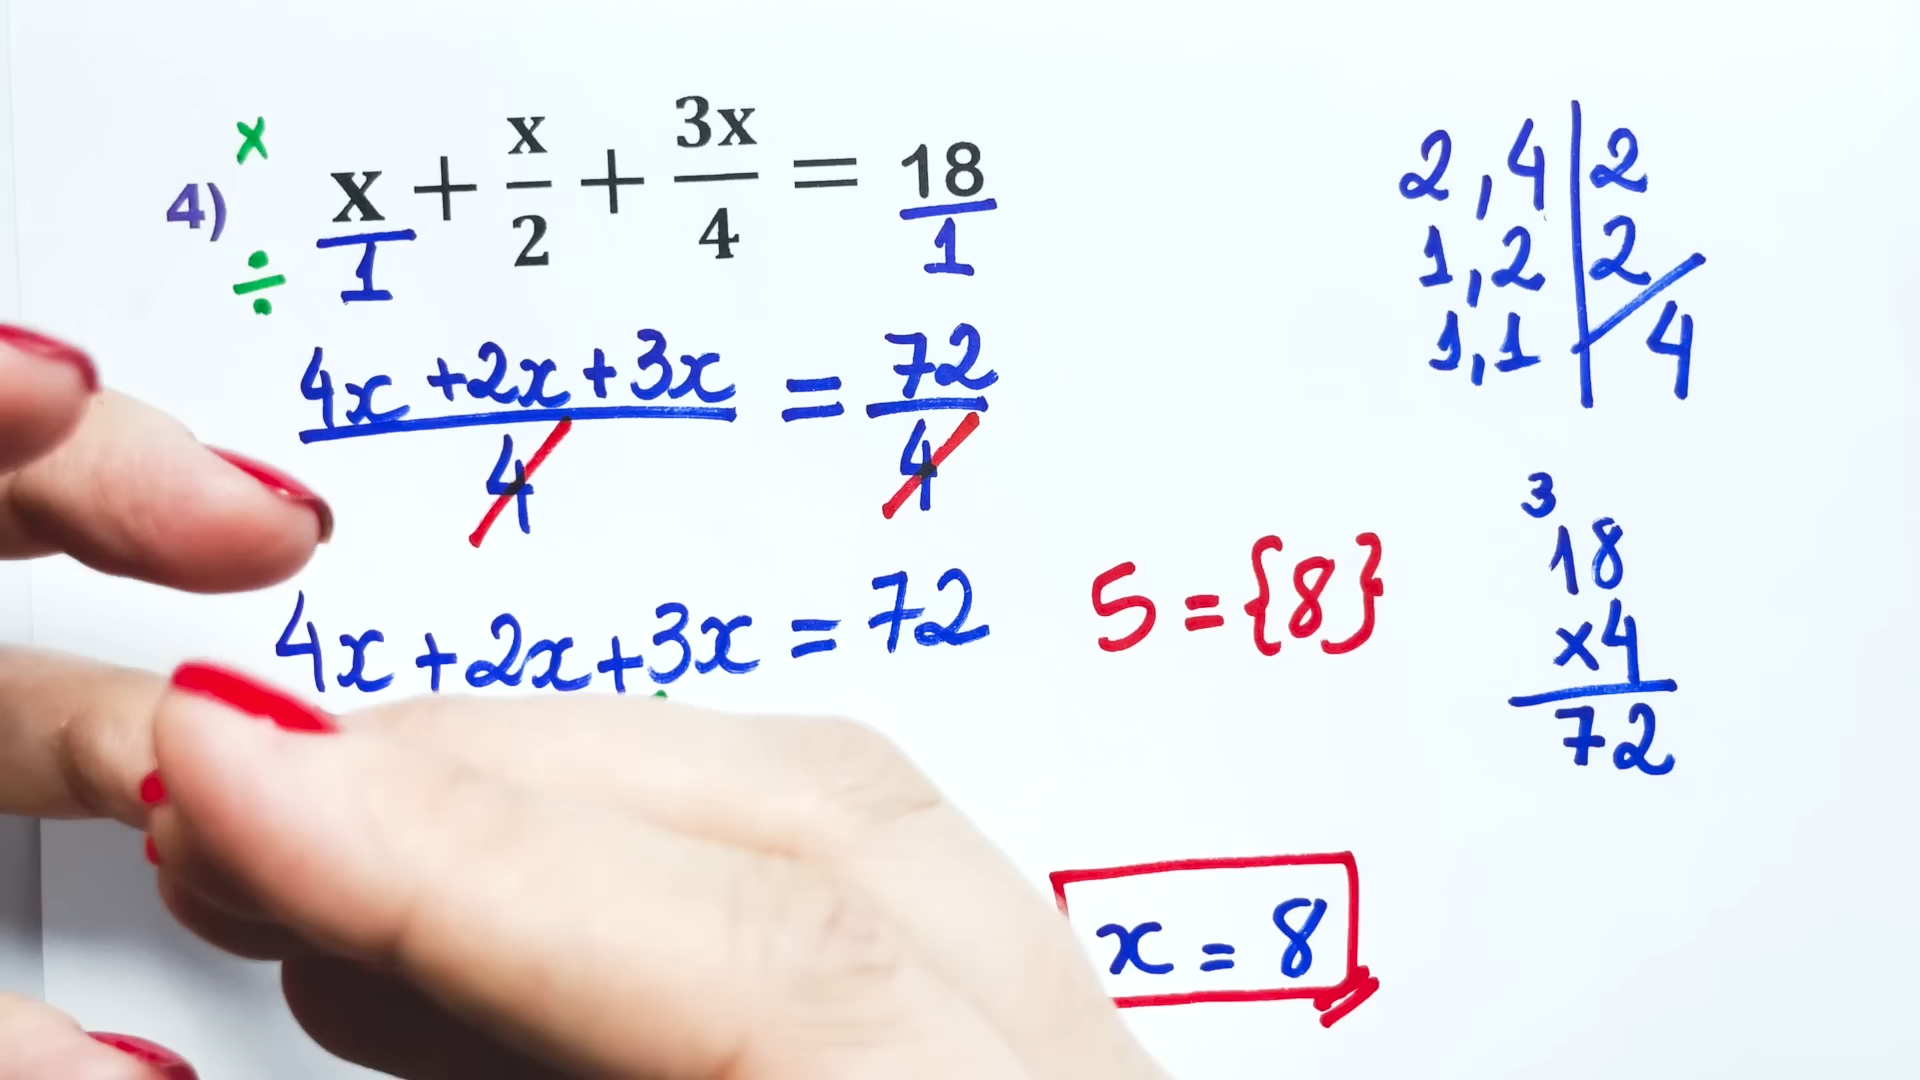 4) x/1 + x/2 + 3x/4 = 18/1
×
÷
(4x + 2x + 3x)/4 = 72/4
4x + 2x + 3x = 72
S = {8}
x = 8
2, 4 | 2
1, 2 | 2
1, 1 | 4
3
18
×4
72